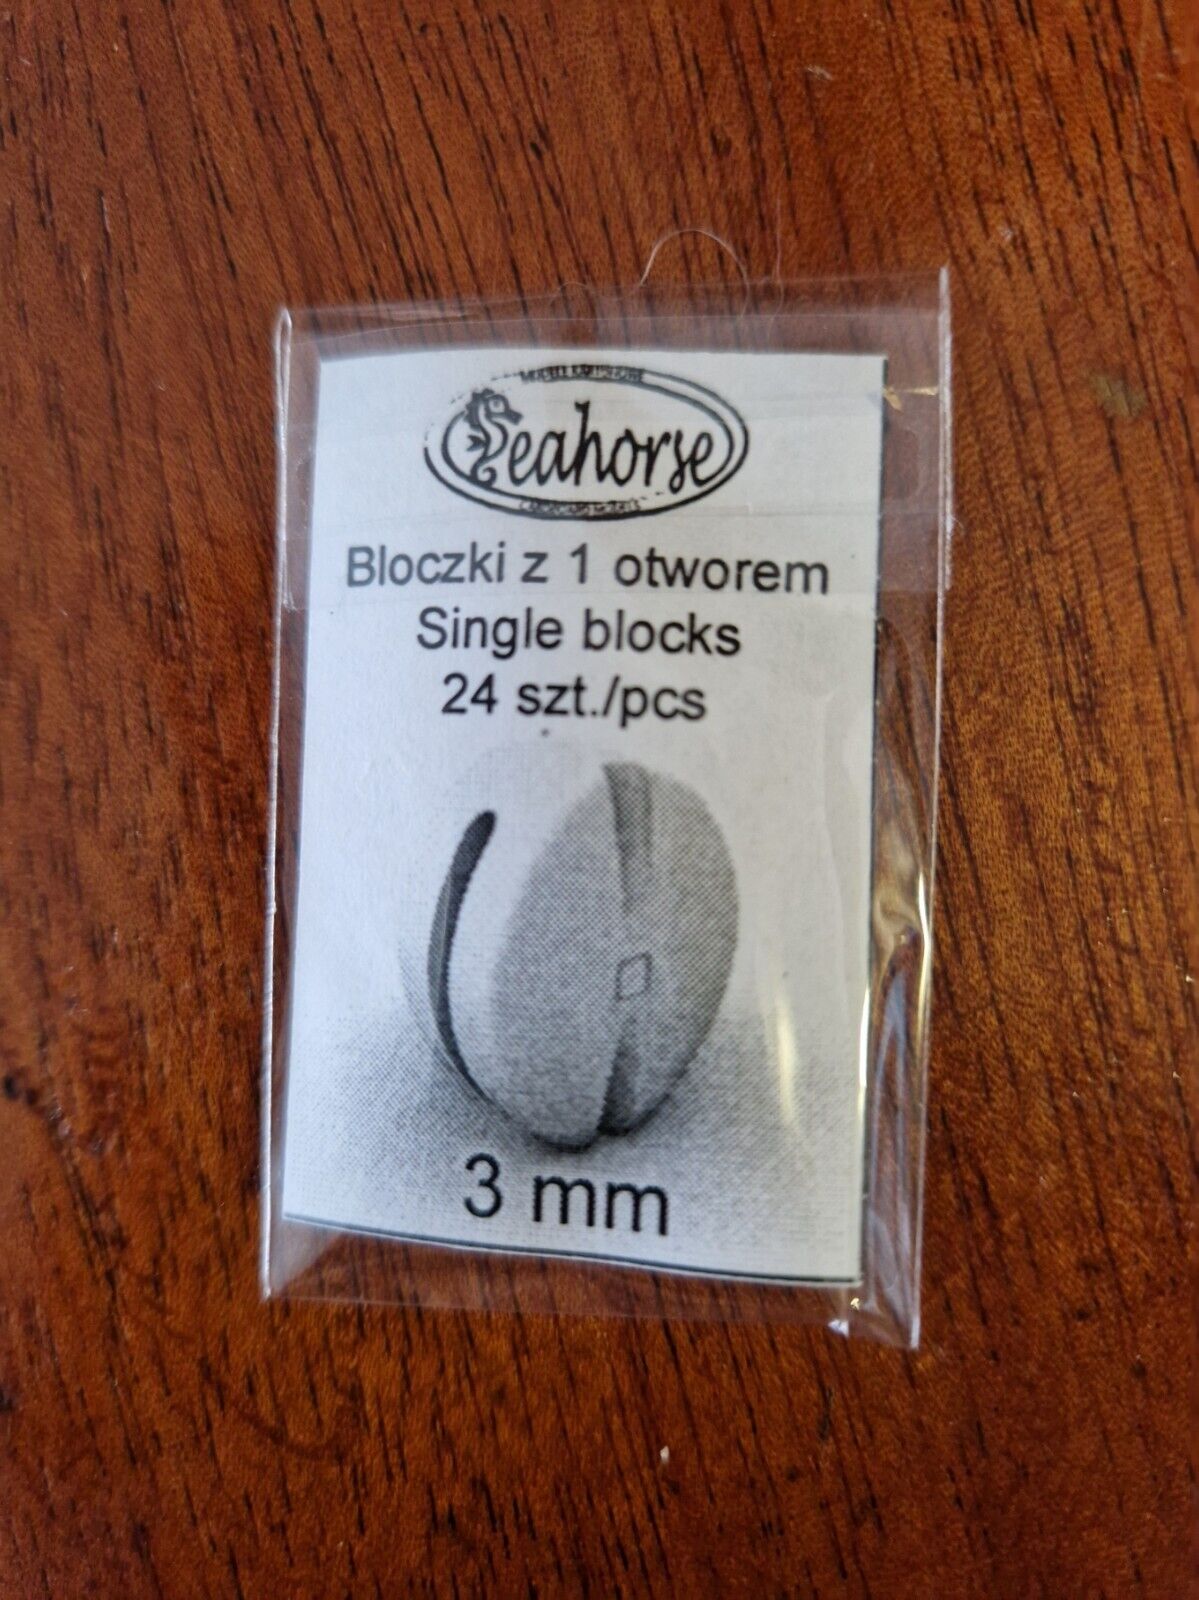 Seahorse
Bloczki z 1 otworem
Single blocks
24 szt./pcs
3 mm